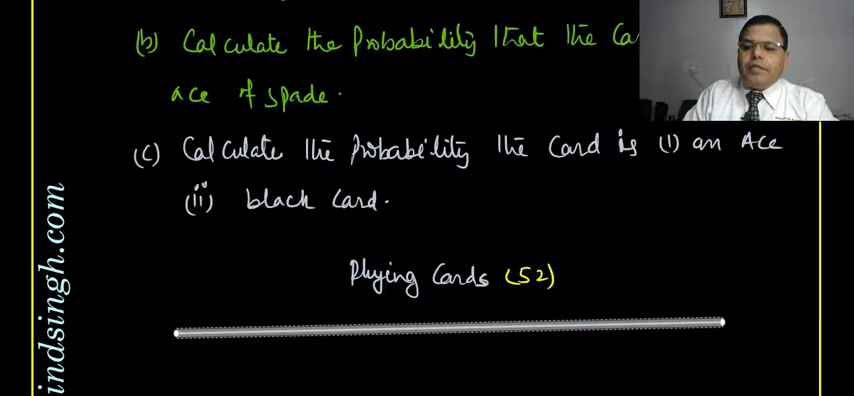 (b) Calculate the Probability that the
ace of spade.
(c) Calculate the Probability the Card is (1) an Ace
(ii) black Card.
Playing Cards (52)
indsingh.com